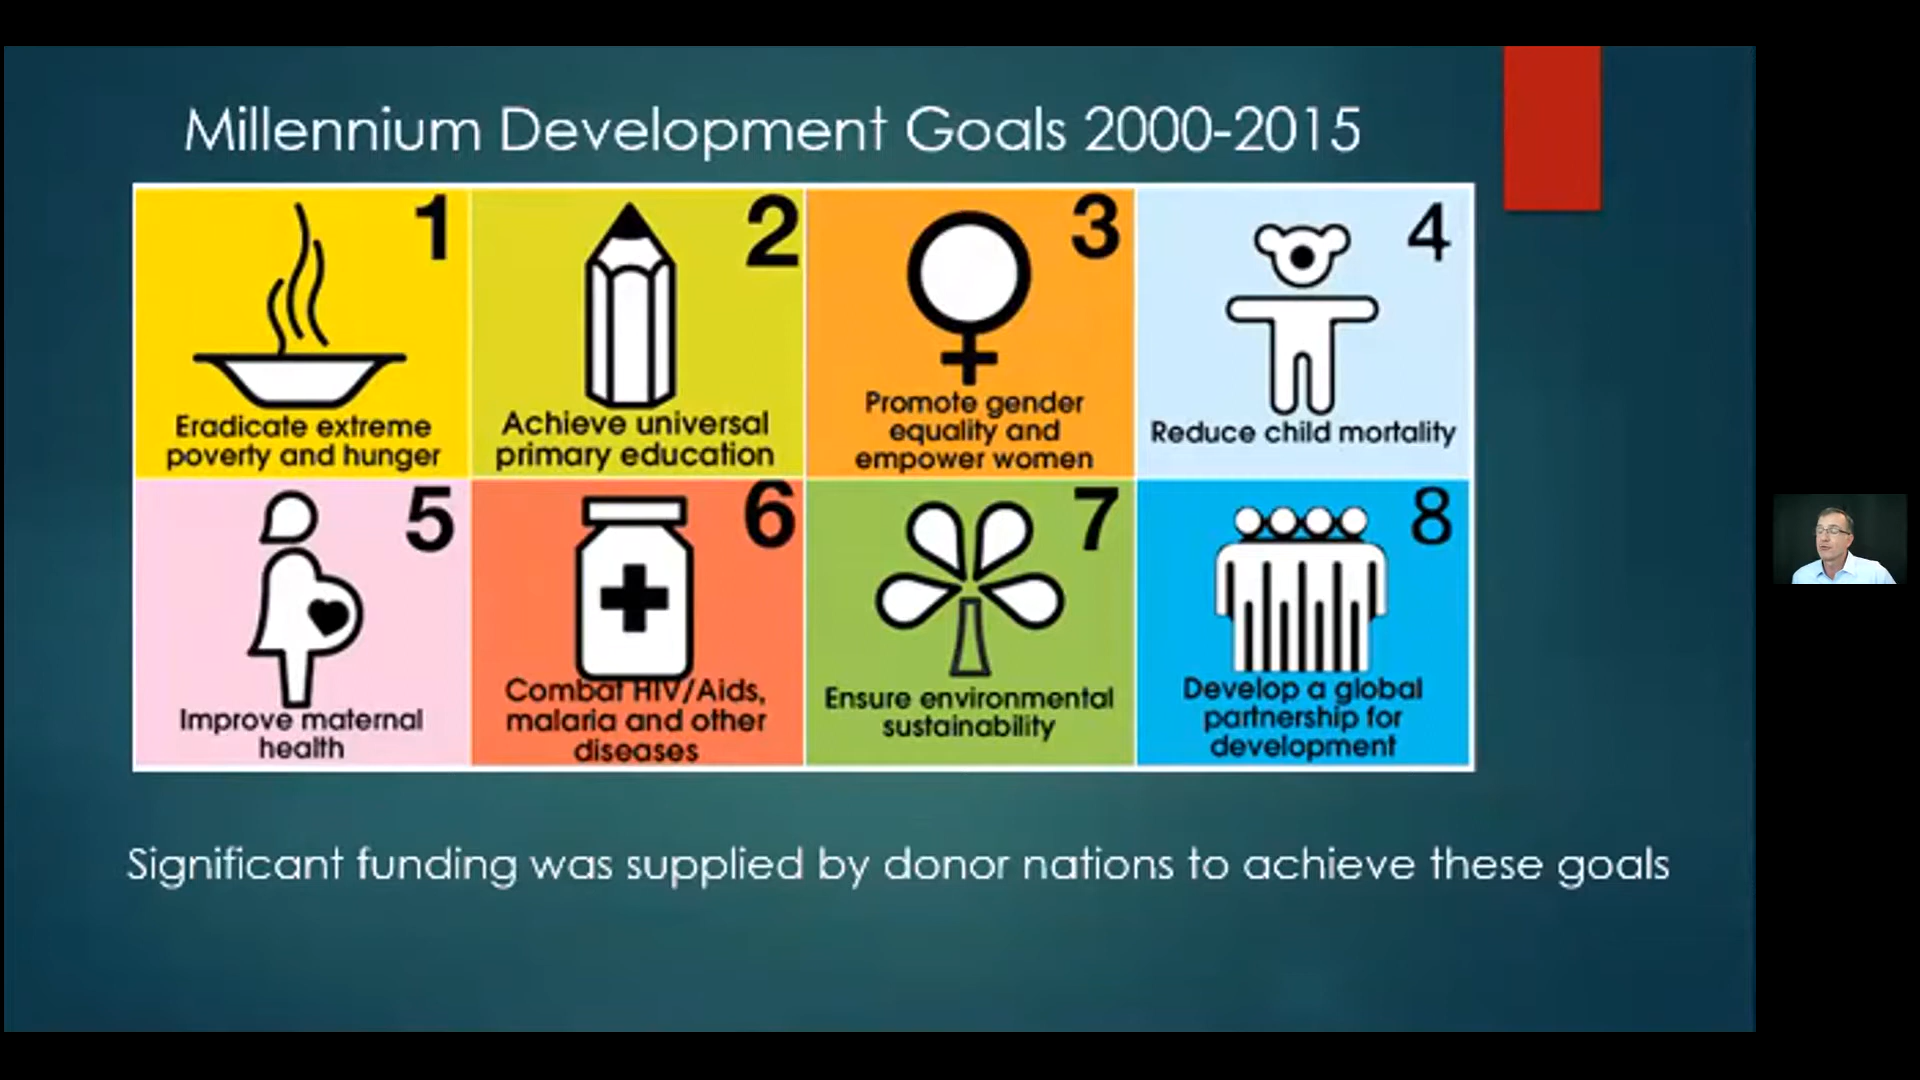 Millennium Development Goals 2000-2015
1
Eradicate extreme
poverty and hunger
2
Achieve universal
primary education
3
Promote gender
equality and
empower women
4
Reduce child mortality
5
Improve maternal
health
6
Combat HIV/Aids,
malaria and other
diseases
7
Ensure environmental
sustainability
8
Develop a global
partnership for
development
Significant funding was supplied by donor nations to achieve these goals